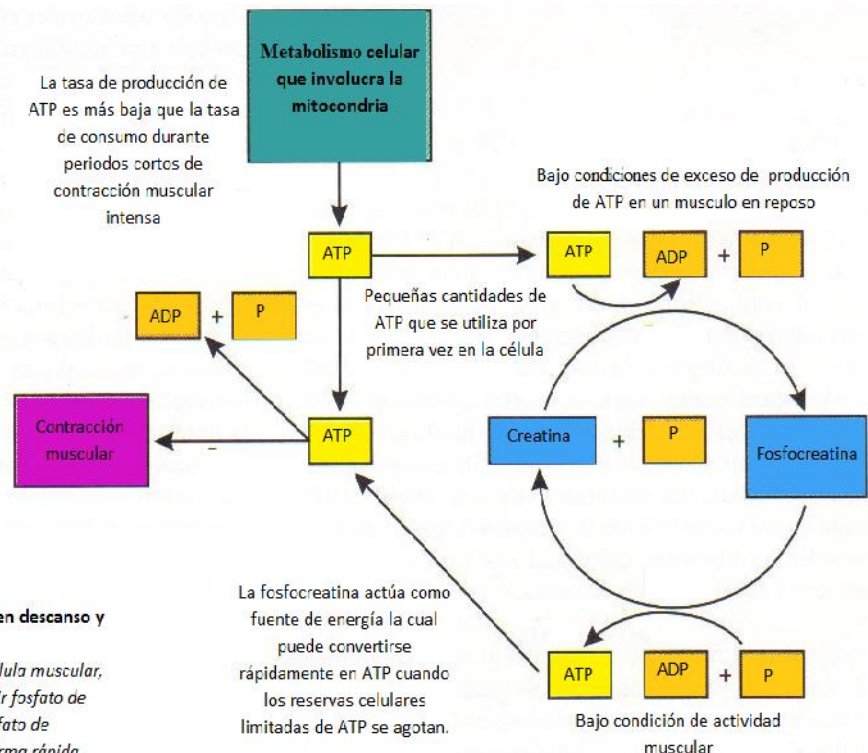 Metabolismo celular
que involucra la
mitocondria
La tasa de producción de
ATP es más baja que la tasa
de consumo durante
periodos cortos de
contracción muscular
intensa
Bajo condiciones de exceso de producción
de ATP en un musculo en reposo
ATP
ATP
ADP + P
Pequeñas cantidades de
ATP que se utiliza por
primera vez en la célula
ADP + P
Contracción
muscular
ATP
Creatina + P
Fosfocreatina
La fosfocreatina actúa como
fuente de energía la cual
puede convertirse
rápidamente en ATP cuando
los reservas celulares
limitadas de ATP se agotan.
ATP
ADP + P
Bajo condición de actividad
muscular
en descanso y
lula muscular,
ir fosfato de
fato de
rma rápida